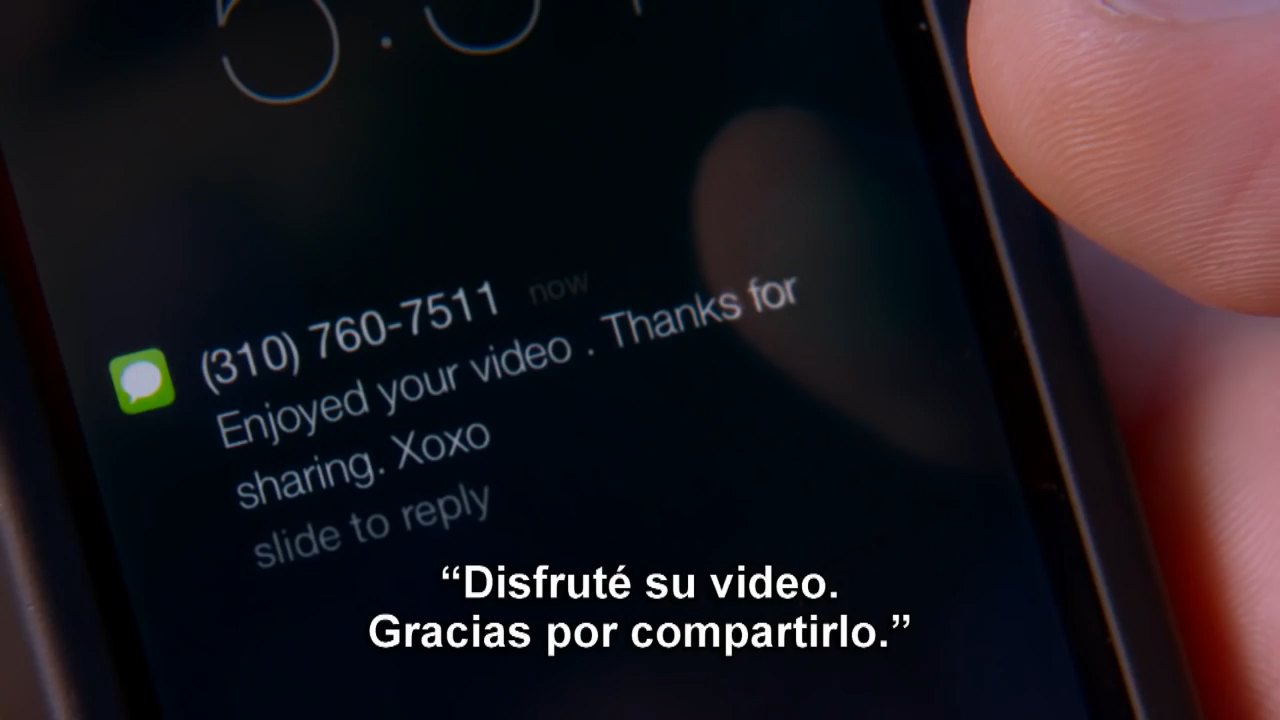 (310) 760-7511 now
Enjoyed your video . Thanks for
sharing. Xoxo
slide to reply
“Disfruté su video.
Gracias por compartirlo.”